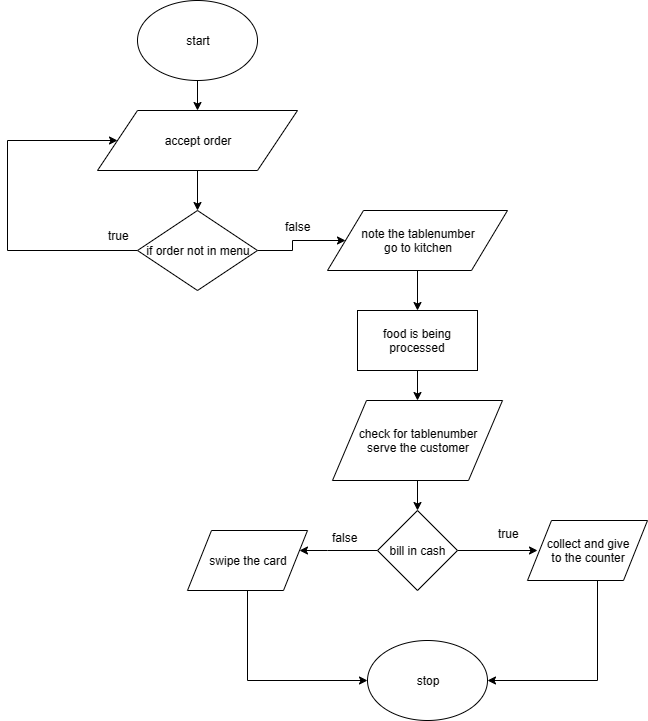 start
accept order
true
if order not in menu
false
note the tablenumber
go to kitchen
food is being
processed
check for tablenumber
serve the customer
swipe the card
false
bill in cash
true
collect and give
to the counter
stop